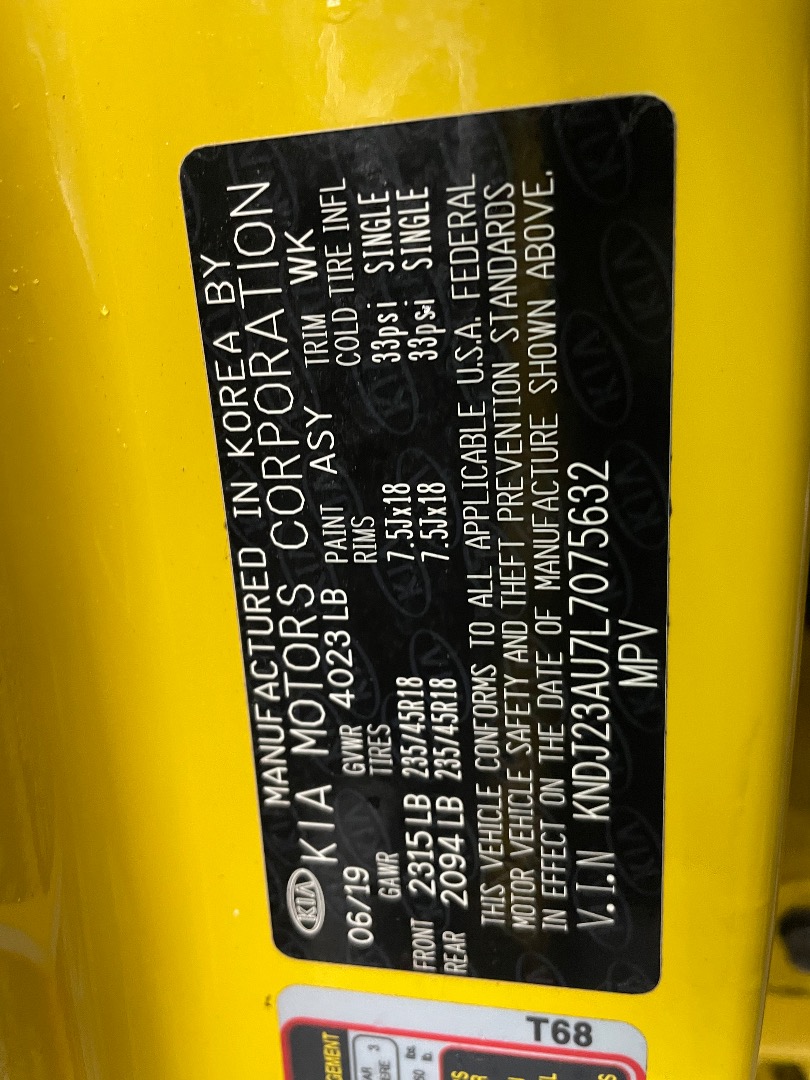 MANUFACTURED IN KOREA BY
KIA KIA MOTORS CORPORATION
06/19 GVWR 4023 LB PAINT ASY TRIM WK
GAWR TIRES RIMS COLD TIRE INFL
FRONT 2315 LB 235/45R18 7.5Jx18 33psi SINGLE
REAR 2094 LB 235/45R18 7.5Jx18 33psi SINGLE
THIS VEHICLE CONFORMS TO ALL APPLICABLE U.S.A. FEDERAL
MOTOR VEHICLE SAFETY AND THEFT PREVENTION STANDARDS
IN EFFECT ON THE DATE OF MANUFACTURE SHOWN ABOVE.
V.I.N KNDJ23AU7L7075632
MPV
T68